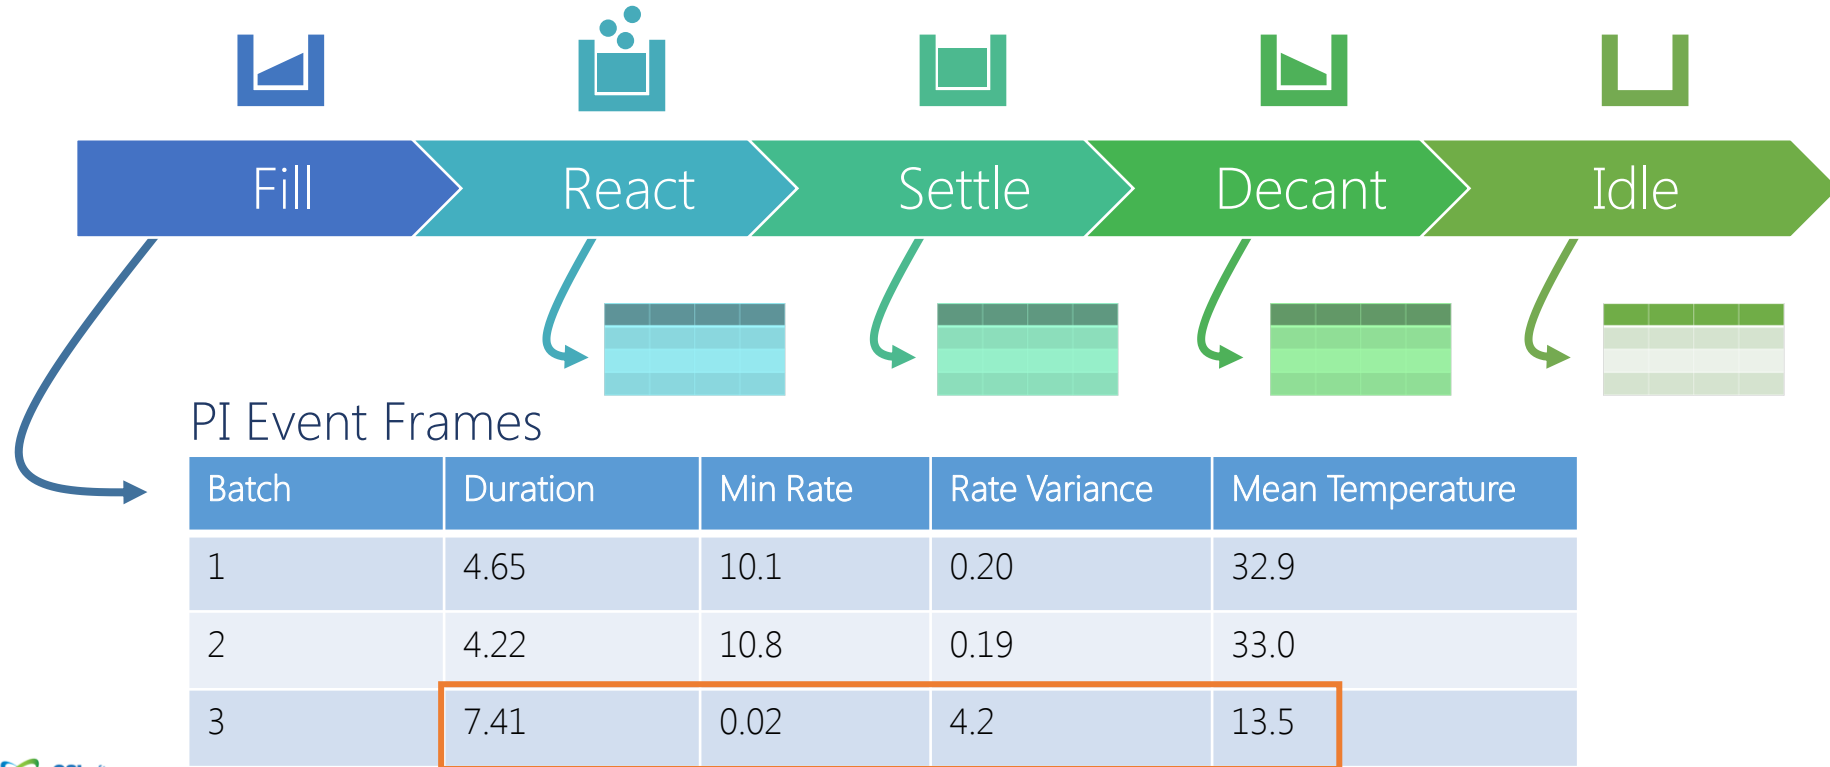 Fill React Settle Decant Idle
PI Event Frames
Batch Duration Min Rate Rate Variance Mean Temperature
1 4.65 10.1 0.20 32.9
2 4.22 10.8 0.19 33.0
3 7.41 0.02 4.2 13.5